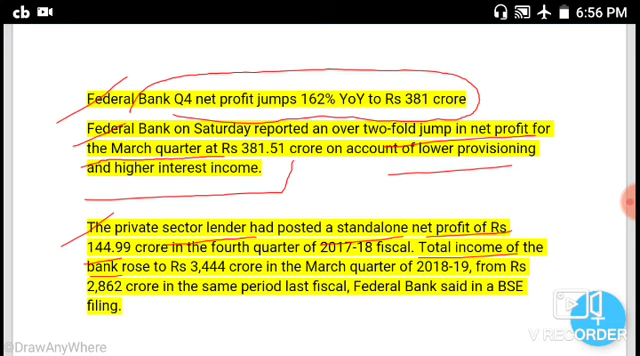 cb
6:56 PM
Federal Bank Q4 net profit jumps 162% YoY to Rs 381 crore
Federal Bank on Saturday reported an over two-fold jump in net profit for
the March quarter at Rs 381.51 crore on account of lower provisioning
and higher interest income.
The private sector lender had posted a standalone net profit of Rs
144.99 crore in the fourth quarter of 2017-18 fiscal. Total income of the
bank rose to Rs 3,444 crore in the March quarter of 2018-19, from Rs
2,862 crore in the same period last fiscal, Federal Bank said in a BSE
filing.
V RECORDER
@DrawAnyWhere